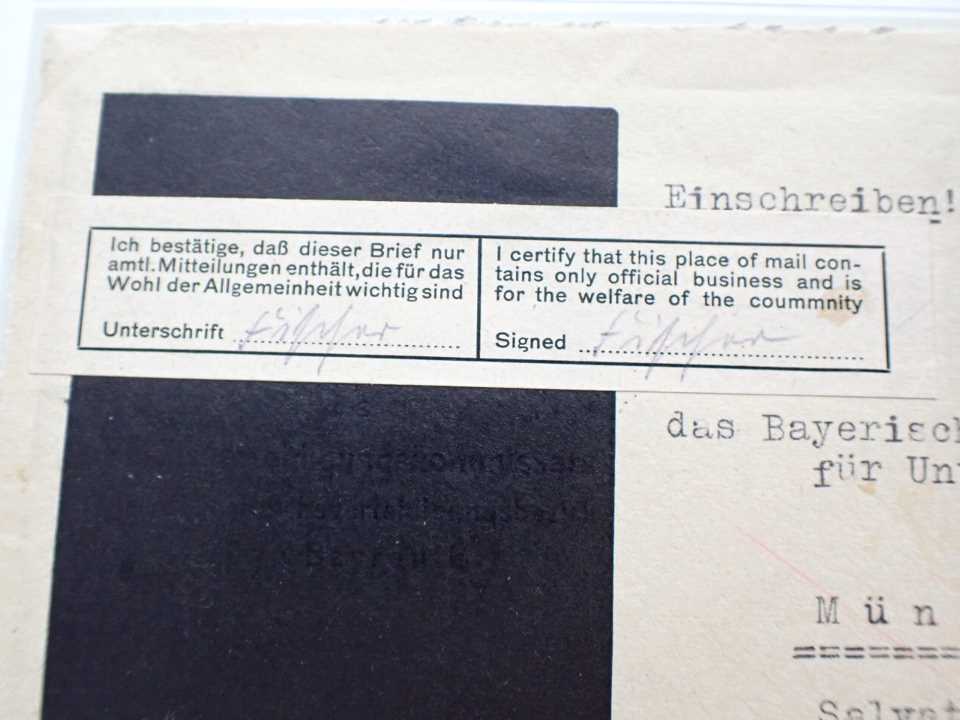 Einschreiben!
Ich bestätige, daß dieser Brief nur
amtl. Mitteilungen enthält, die für das
Wohl der Allgemeinheit wichtig sind
Unterschrift
I certify that this place of mail con-
tains only official business and is
for the welfare of the coummnity
Signed
das Bayerisch
für Un
Mün